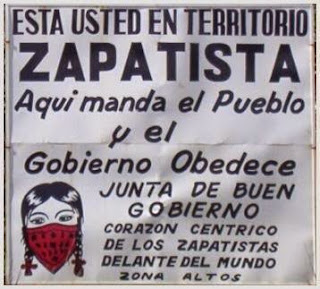 ESTA USTED EN TERRITORIO
ZAPATISTA
Aqui manda el Pueblo
y el
Gobierno Obedece
JUNTA DE BUEN
GOBIERNO
CORAZON CENTRICO
DE LOS ZAPATISTAS
DELANTE DEL MUNDO
ZONA ALTOS